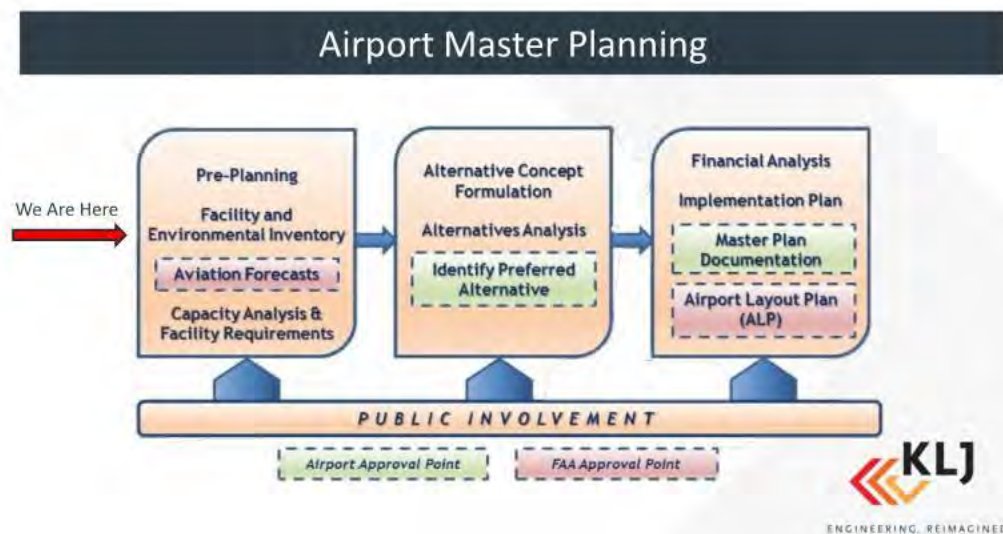 Airport Master Planning
We Are Here
Pre-Planning
Facility and
Environmental Inventory
Aviation Forecasts
Capacity Analysis &
Facility Requirements
Alternative Concept
Formulation
Alternatives Analysis
Identify Preferred
Alternative
Financial Analysis
Implementation Plan
Master Plan
Documentation
Airport Layout Plan
(ALP)
PUBLIC INVOLVEMENT
Airport Approval Point
FAA Approval Point
KLJ
ENGINEERING, REIMAGINED